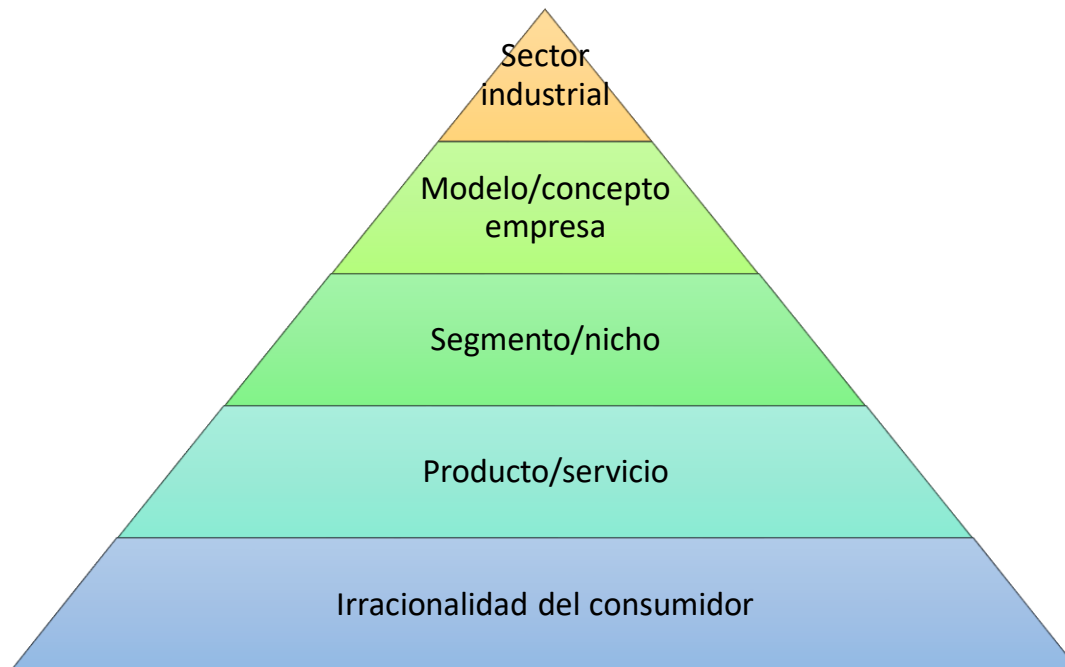 Sector
industrial
Modelo/concepto
empresa
Segmento/nicho
Producto/servicio
Irracionalidad del consumidor